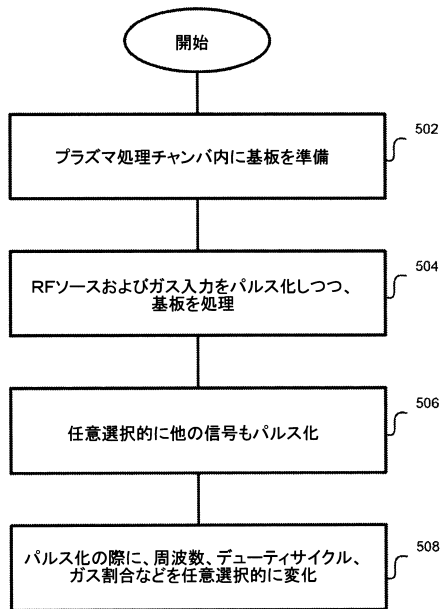 開始
プラズマ処理チャンバ内に基板を準備
502
RFソースおよびガス入力をパルス化しつつ、
基板を処理
504
任意選択的に他の信号もパルス化
506
パルス化の際に、周波数、デューティサイクル、
ガス割合などを任意選択的に変化
508